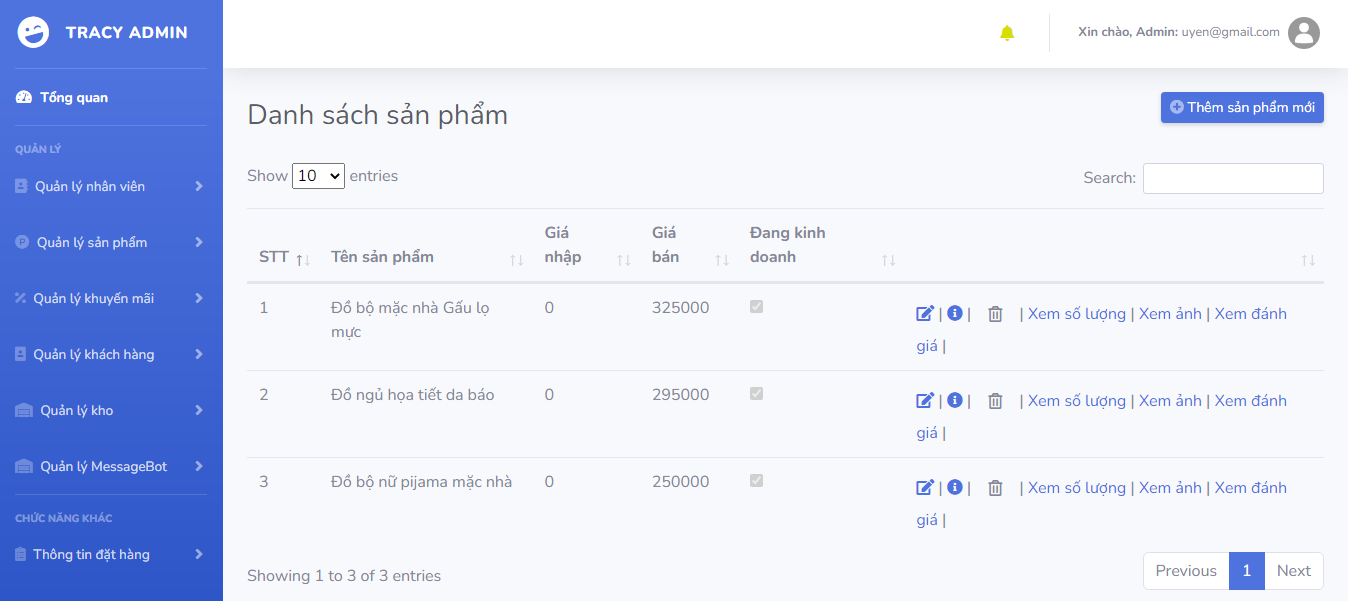 TRACY ADMIN
Xin chào, Admin: uyen@gmail.com
Tổng quan
QUẢN LÝ
Quản lý nhân viên
Quản lý sản phẩm
Quản lý khuyến mãi
Quản lý khách hàng
Quản lý kho
Quản lý MessageBot
CHỨC NĂNG KHÁC
Thông tin đặt hàng
Danh sách sản phẩm
Thêm sản phẩm mới
Show 10 entries
Search:
STT Tên sản phẩm Giá nhập Giá bán Đang kinh doanh
1 Đồ bộ mặc nhà Gấu lọ mực 0 325000 | | | Xem số lượng | Xem ảnh | Xem đánh giá |
2 Đồ ngủ họa tiết da báo 0 295000 | | | Xem số lượng | Xem ảnh | Xem đánh giá |
3 Đồ bộ nữ pijama mặc nhà 0 250000 | | | Xem số lượng | Xem ảnh | Xem đánh giá |
Showing 1 to 3 of 3 entries
Previous 1 Next